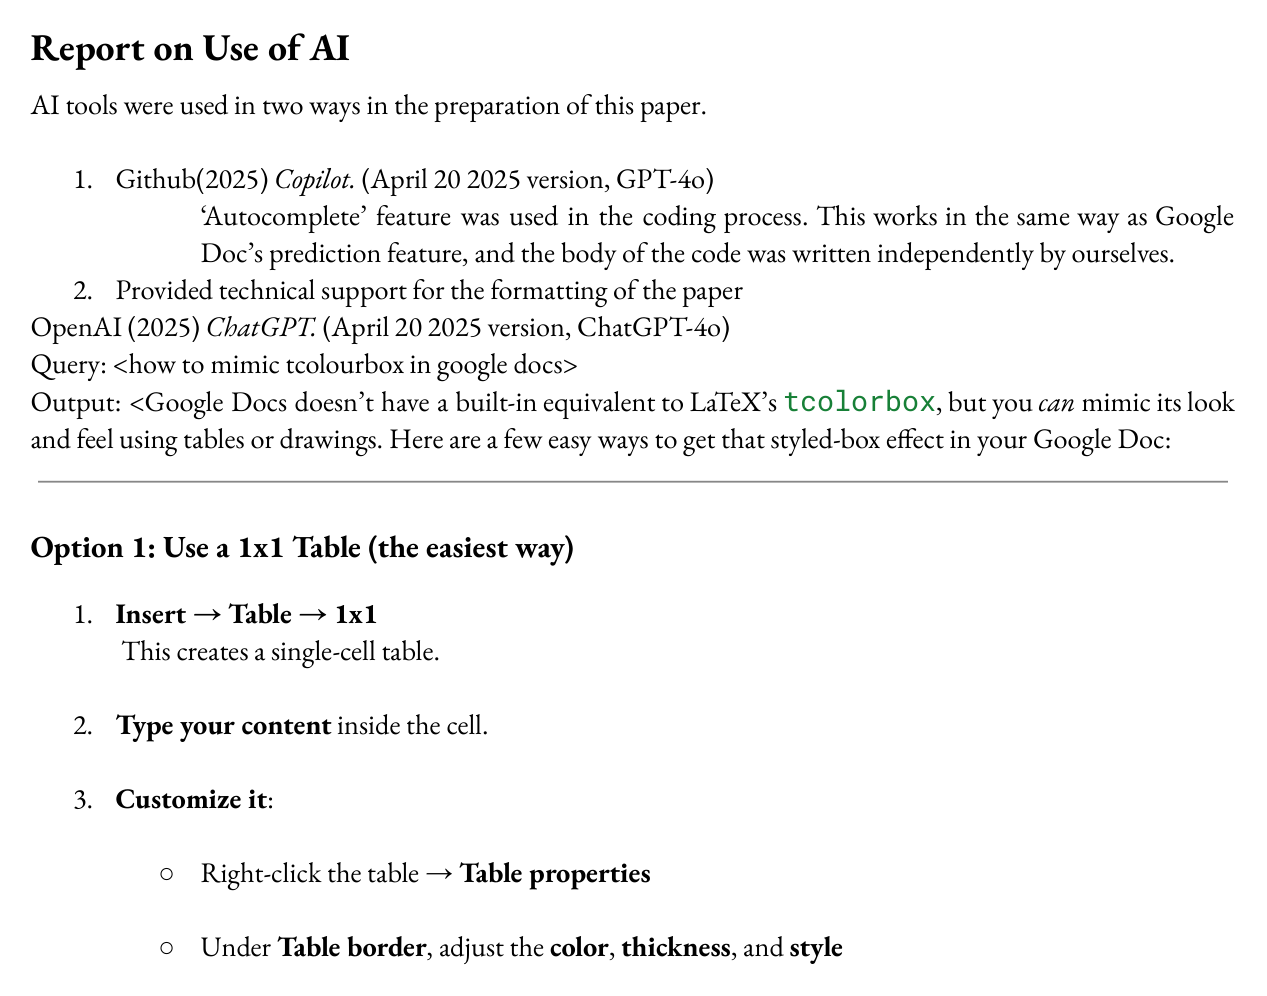 Report on Use of AI
AI tools were used in two ways in the preparation of this paper.
1. Github(2025) Copilot. (April 20 2025 version, GPT-4o)
‘Autocomplete’ feature was used in the coding process. This works in the same way as Google
Doc’s prediction feature, and the body of the code was written independently by ourselves.
2. Provided technical support for the formatting of the paper
OpenAI (2025) ChatGPT. (April 20 2025 version, ChatGPT-4o)
Query: <how to mimic tcolourbox in google docs>
Output: <Google Docs doesn’t have a built-in equivalent to LaTeX’s tcolorbox, but you can mimic its look
and feel using tables or drawings. Here are a few easy ways to get that styled-box effect in your Google Doc:
Option 1: Use a 1x1 Table (the easiest way)
1. Insert → Table → 1x1
This creates a single-cell table.
2. Type your content inside the cell.
3. Customize it:
○ Right-click the table → Table properties
○ Under Table border, adjust the color, thickness, and style